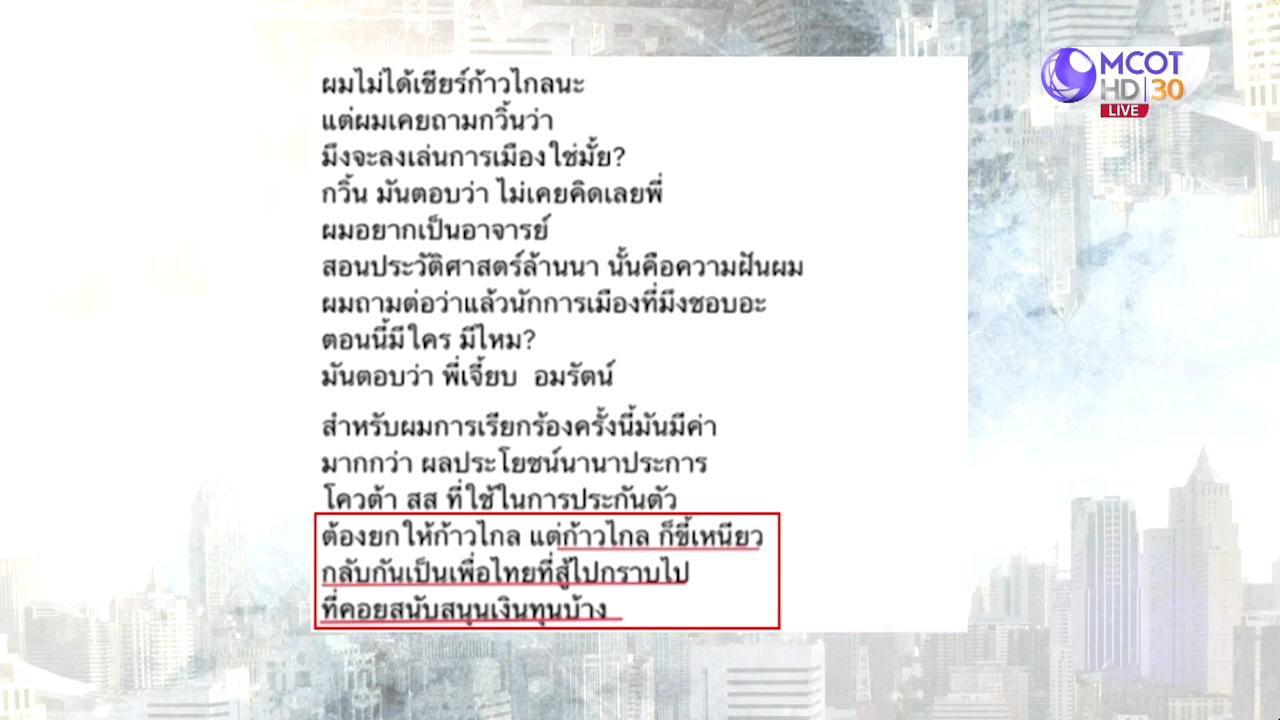 MCOT
HD 30
LIVE
ผมไม่ได้เชียร์ก้าวไกลนะ
แต่ผมเคยถามกวิ้นว่า
มึงจะลงเล่นการเมืองใช่มั้ย?
กวิ้น มันตอบว่า ไม่เคยคิดเลยพี่
ผมอยากเป็นอาจารย์
สอนประวัติศาสตร์ล้านนา นั้นคือความฝันผม
ผมถามต่อว่าแล้วนักการเมืองที่มึงชอบอะ
ตอนนี้มีใคร มีไหม?
มันตอบว่า พี่เจี๊ยบ อมรัตน์
สำหรับผมการเรียกร้องครั้งนี้มันมีค่า
มากกว่า ผลประโยชน์นานาประการ
โควต้า สส ที่ใช้ในการประกันตัว
ต้องยกให้ก้าวไกล แต่ก้าวไกล ก็ขี้เหนียว
กลับกันเป็นเพื่อไทยที่สู้ไปกราบไป
ที่คอยสนับสนุนเงินทุนบ้าง